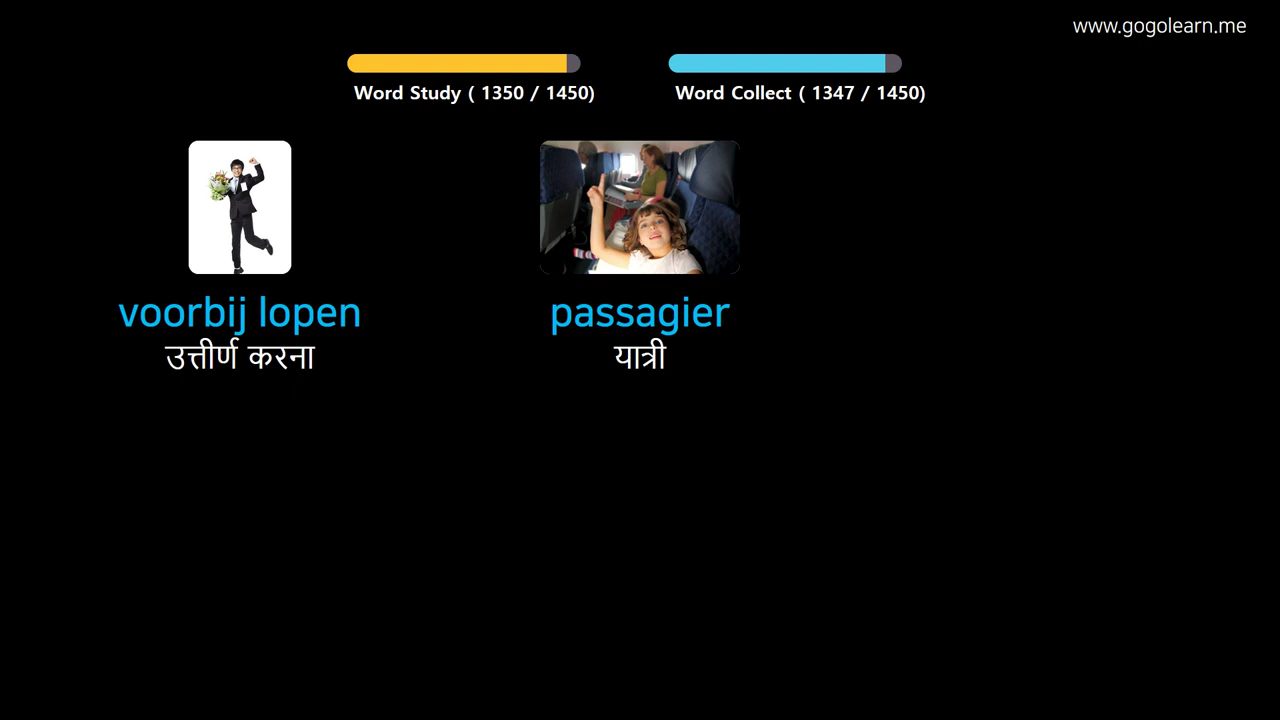 www.gogolearn.me
Word Study ( 1350 / 1450)
Word Collect ( 1347 / 1450)
voorbij lopen
उत्तीर्ण करना
passagier
यात्री